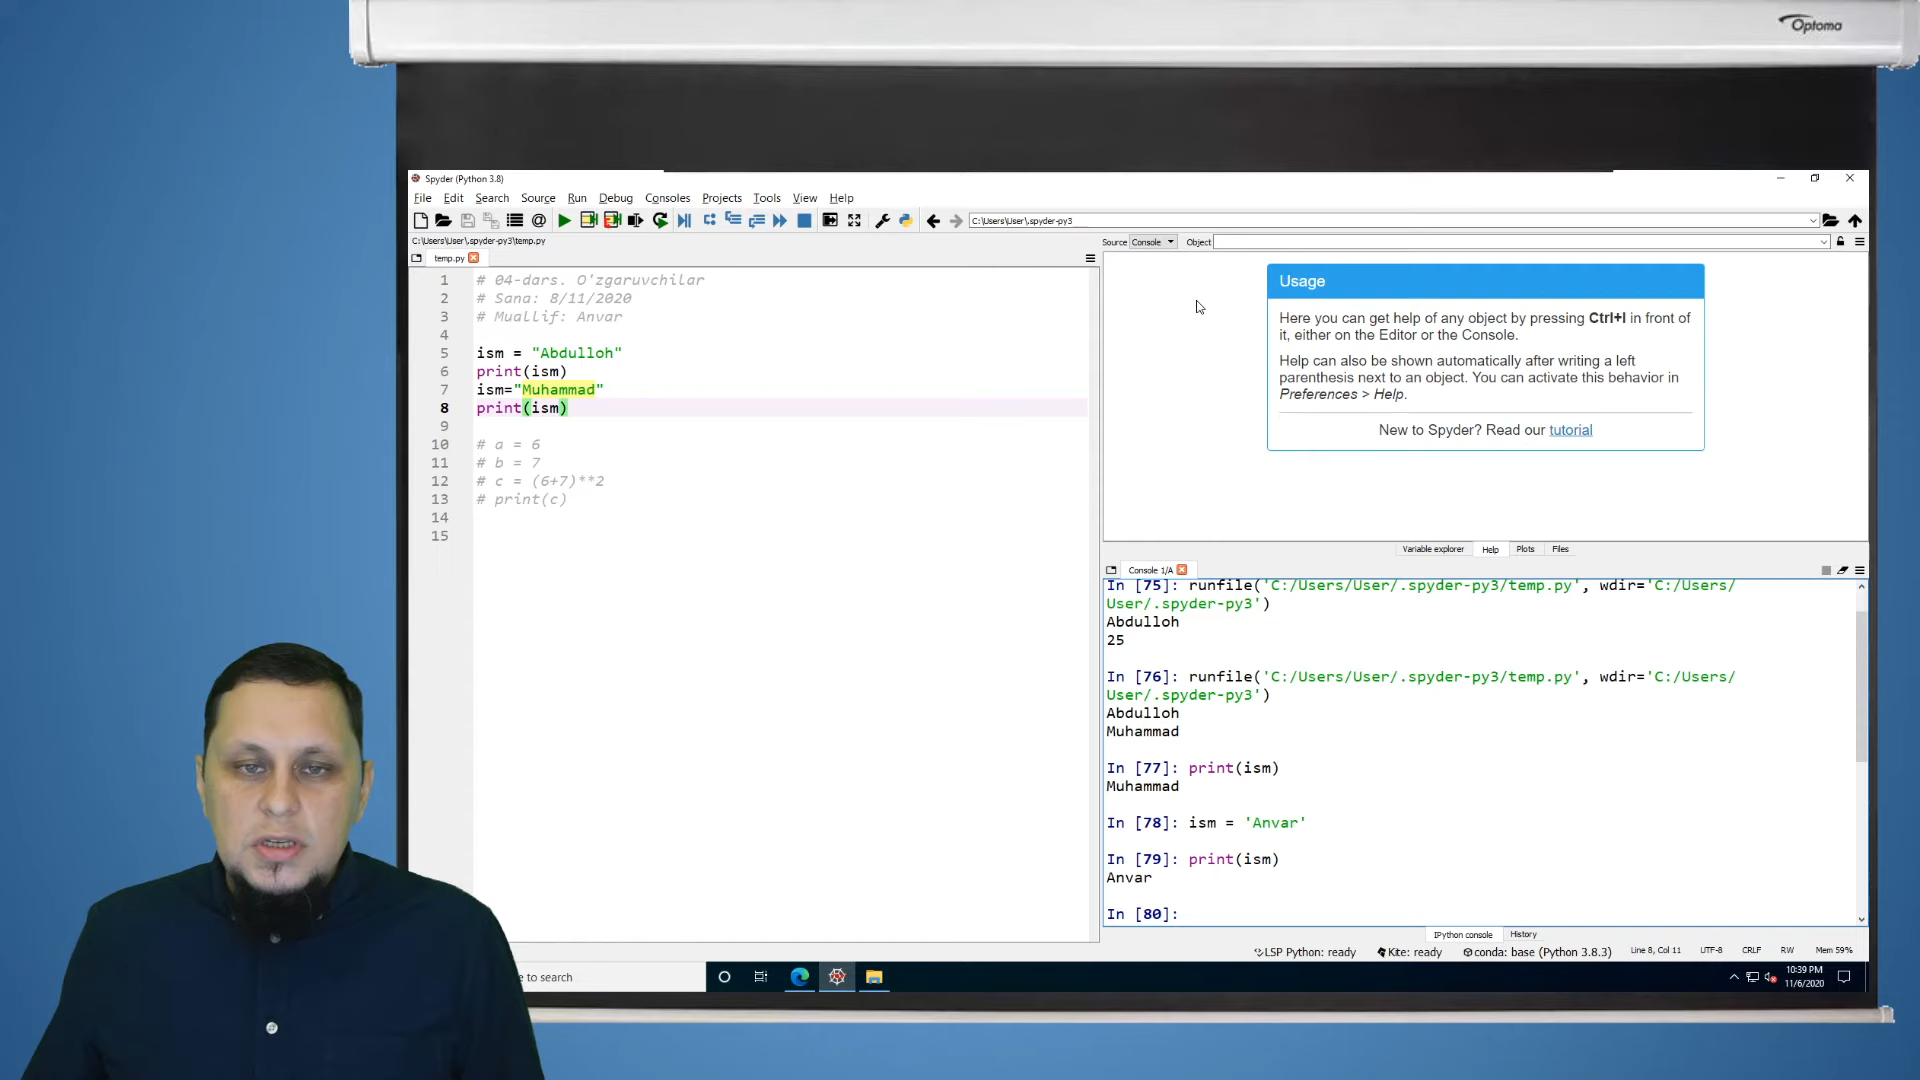 Optoma
Spyder (Python 3.8)
File Edit Search Source Run Debug Consoles Projects Tools View Help
C:\Users\User\.spyder-py3
C:\Users\User\.spyder-py3\temp.py
temp.py
1 # 04-dars. O'zgaruvchilar
2 # Sana: 8/11/2020
3 # Muallif: Anvar
4
5 ism = "Abdulloh"
6 print(ism)
7 ism="Muhammad"
8 print(ism)
9
10 # a = 6
11 # b = 7
12 # c = (6+7)**2
13 # print(c)
14
15
Source Console Object
Usage
Here you can get help of any object by pressing Ctrl+I in front of
it, either on the Editor or the Console.
Help can also be shown automatically after writing a left
parenthesis next to an object. You can activate this behavior in
Preferences > Help.
New to Spyder? Read our tutorial
Variable explorer Help Plots Files
Console 1/A
In [75]: runfile('C:/Users/User/.spyder-py3/temp.py', wdir='C:/Users/
User/.spyder-py3')
Abdulloh
25
In [76]: runfile('C:/Users/User/.spyder-py3/temp.py', wdir='C:/Users/
User/.spyder-py3')
Abdulloh
Muhammad
In [77]: print(ism)
Muhammad
In [78]: ism = 'Anvar'
In [79]: print(ism)
Anvar
In [80]:
IPython console History
LSP Python: ready Kite: ready conda: base (Python 3.8.3) Line 8, Col 11 UTF-8 CRLF RW Mem 59%
e to search
10:39 PM
11/6/2020